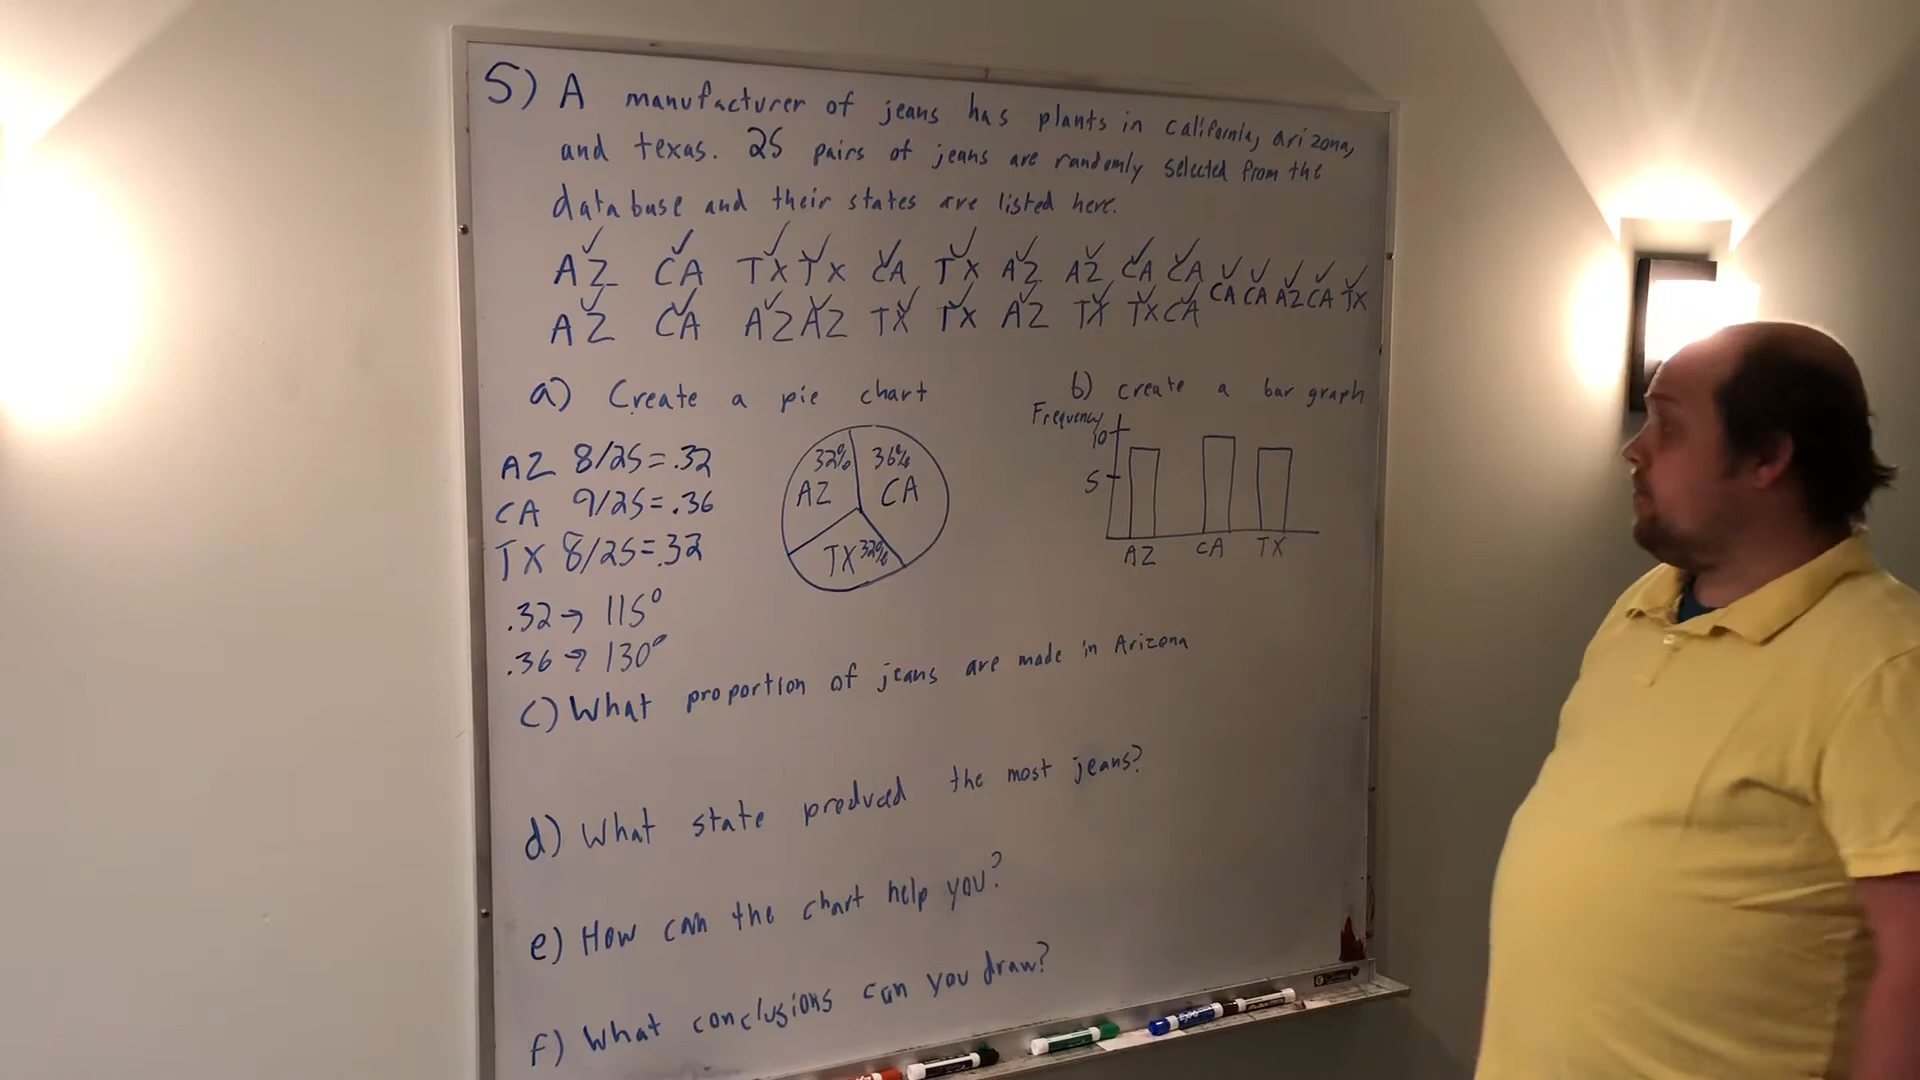 5) A manufacturer of jeans has plants in california, arizona,
and texas. 25 pairs of jeans are randomly selected from the
database and their states are listed here.
AZ CA TX TX CA TX AZ AZ CA CA CA CA AZ CA TX
AZ CA AZ AZ TX TX AZ TX TX CA
a) Create a pie chart
AZ 8/25 = .32
CA 9/25 = .36
TX 8/25 = .32
.32 → 115°
.36 → 130°
32% AZ
36% CA
TX 32%
b) create a bar graph
Frequency
10
5
AZ CA TX
c) What proportion of jeans are made in Arizona
d) What state produced the most jeans?
e) How can the chart help you?
f) What conclusions can you draw?